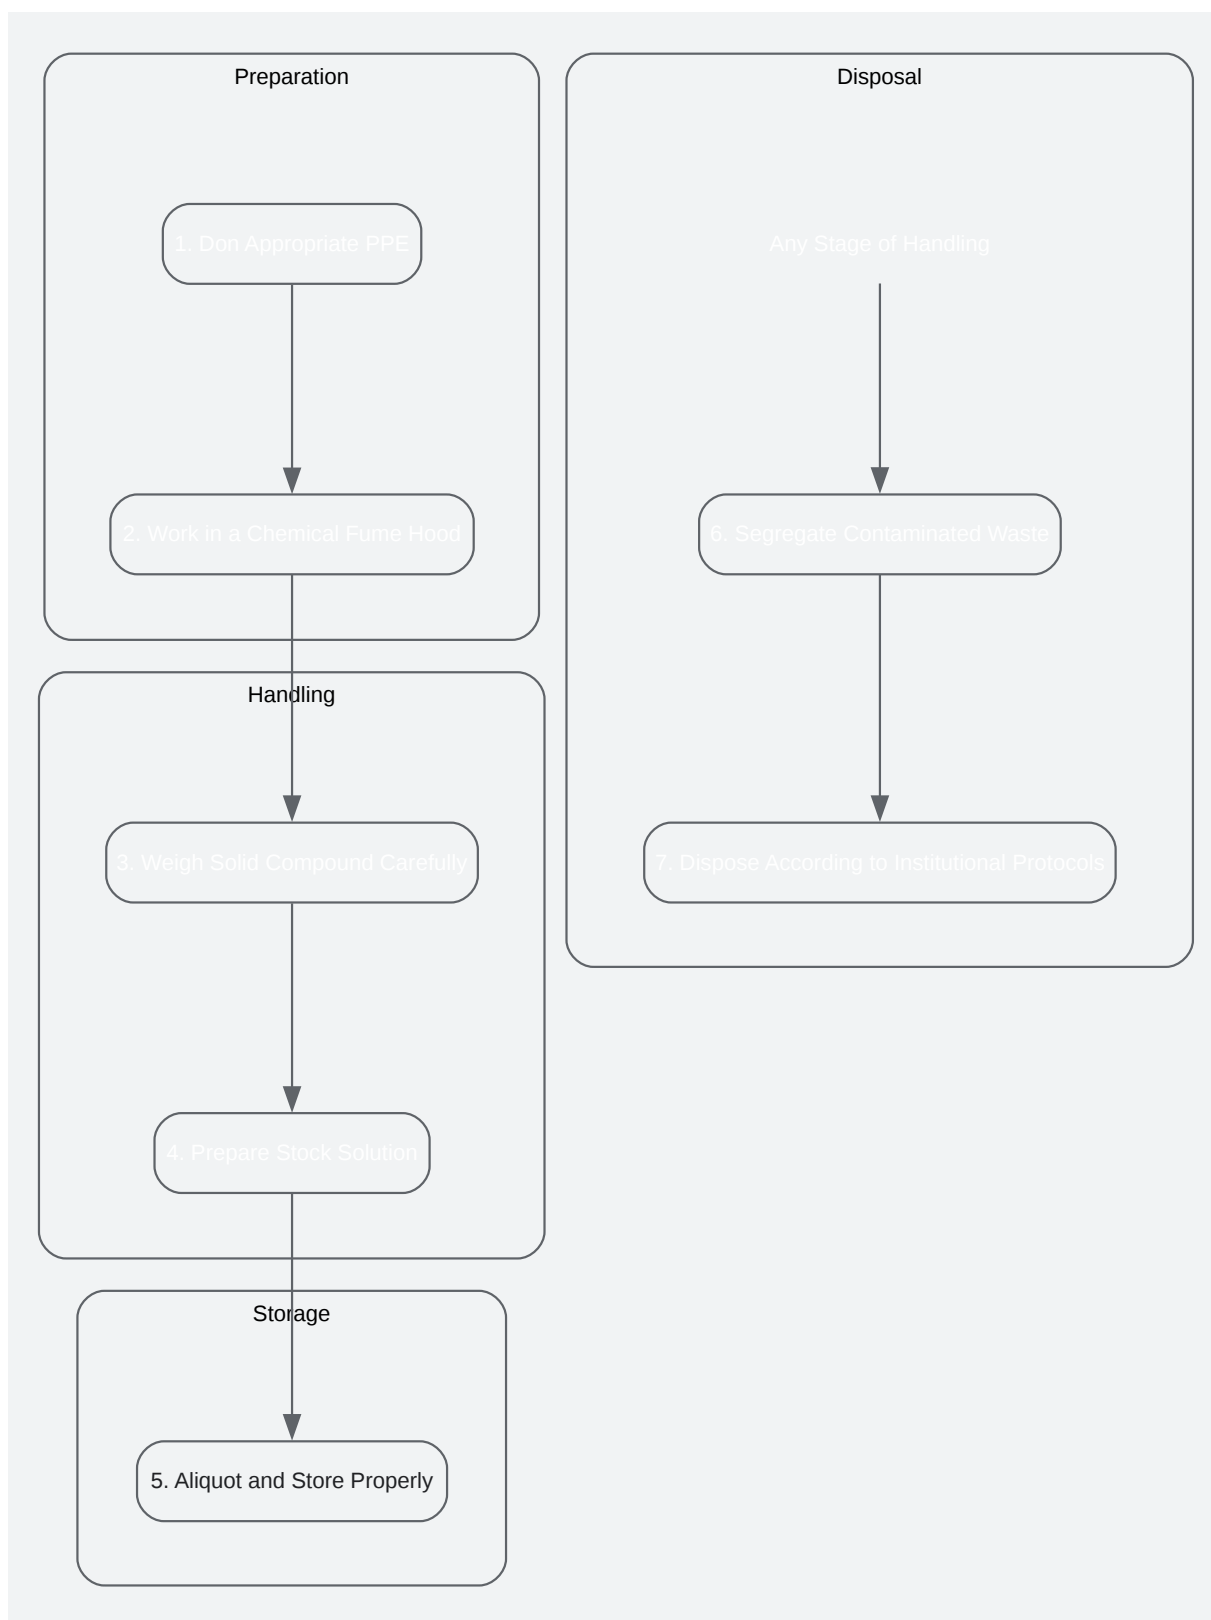 Preparation
1. Don Appropriate PPE
2. Work in a Chemical Fume Hood
Handling
3. Weigh Solid Compound Carefully
4. Prepare Stock Solution
Storage
5. Aliquot and Store Properly
Disposal
Any Stage of Handling
6. Segregate Contaminated Waste
7. Dispose According to Institutional Protocols